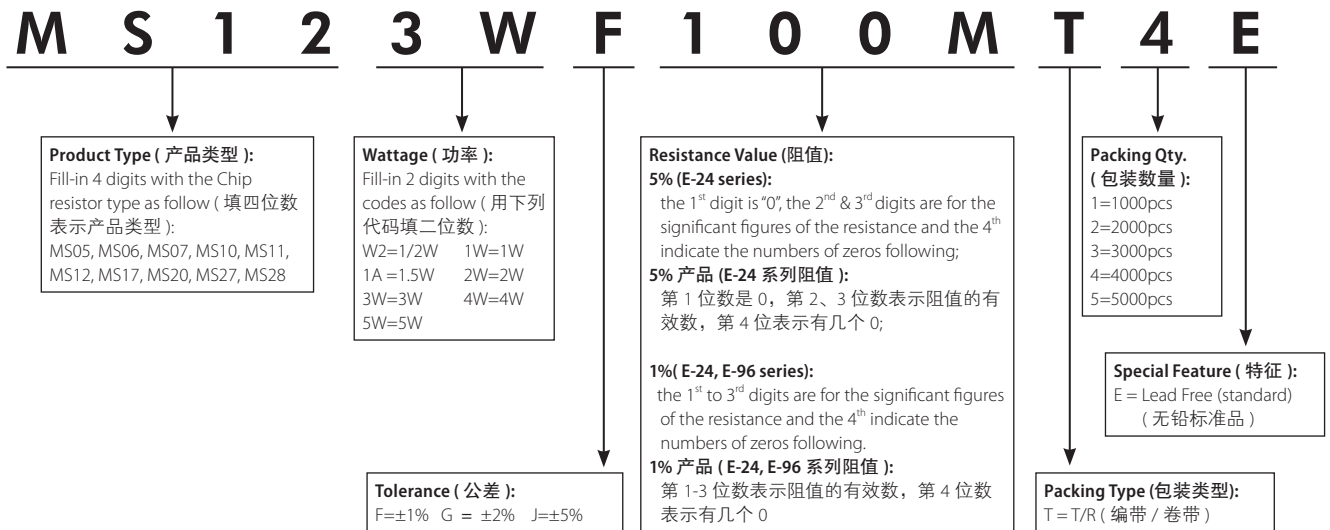 M S 1 2 3 W F 1 0 0 M T 4 E
Product Type ( 产品类型 ):
Fill-in 4 digits with the Chip
resistor type as follow ( 填四位数
表示产品类型 ):
MS05, MS06, MS07, MS10, MS11,
MS12, MS17, MS20, MS27, MS28
Wattage ( 功率 ):
Fill-in 2 digits with the
codes as follow ( 用下列
代码填二位数 ):
W2=1/2W 1W=1W
1A =1.5W 2W=2W
3W=3W 4W=4W
5W=5W
Tolerance ( 公差 ):
F=±1% G = ±2% J=±5%
Resistance Value (阻值):
5% (E-24 series):
the 1st digit is "0", the 2nd & 3rd digits are for the
significant figures of the resistance and the 4th
indicate the numbers of zeros following;
5% 产品 (E-24 系列阻值 ):
第 1 位数是 0，第 2、3 位数表示阻值的有
效数，第 4 位表示有几个 0;
1%( E-24, E-96 series):
the 1st to 3rd digits are for the significant figures
of the resistance and the 4th indicate the
numbers of zeros following.
1% 产品 ( E-24, E-96 系列阻值 ):
第 1-3 位数表示阻值的有效数，第 4 位数
表示有几个 0
Packing Type (包装类型):
T = T/R ( 编带 / 卷带 )
Packing Qty.
( 包装数量 ):
1=1000pcs
2=2000pcs
3=3000pcs
4=4000pcs
5=5000pcs
Special Feature ( 特征 ):
E = Lead Free (standard)
( 无铅标准品 )